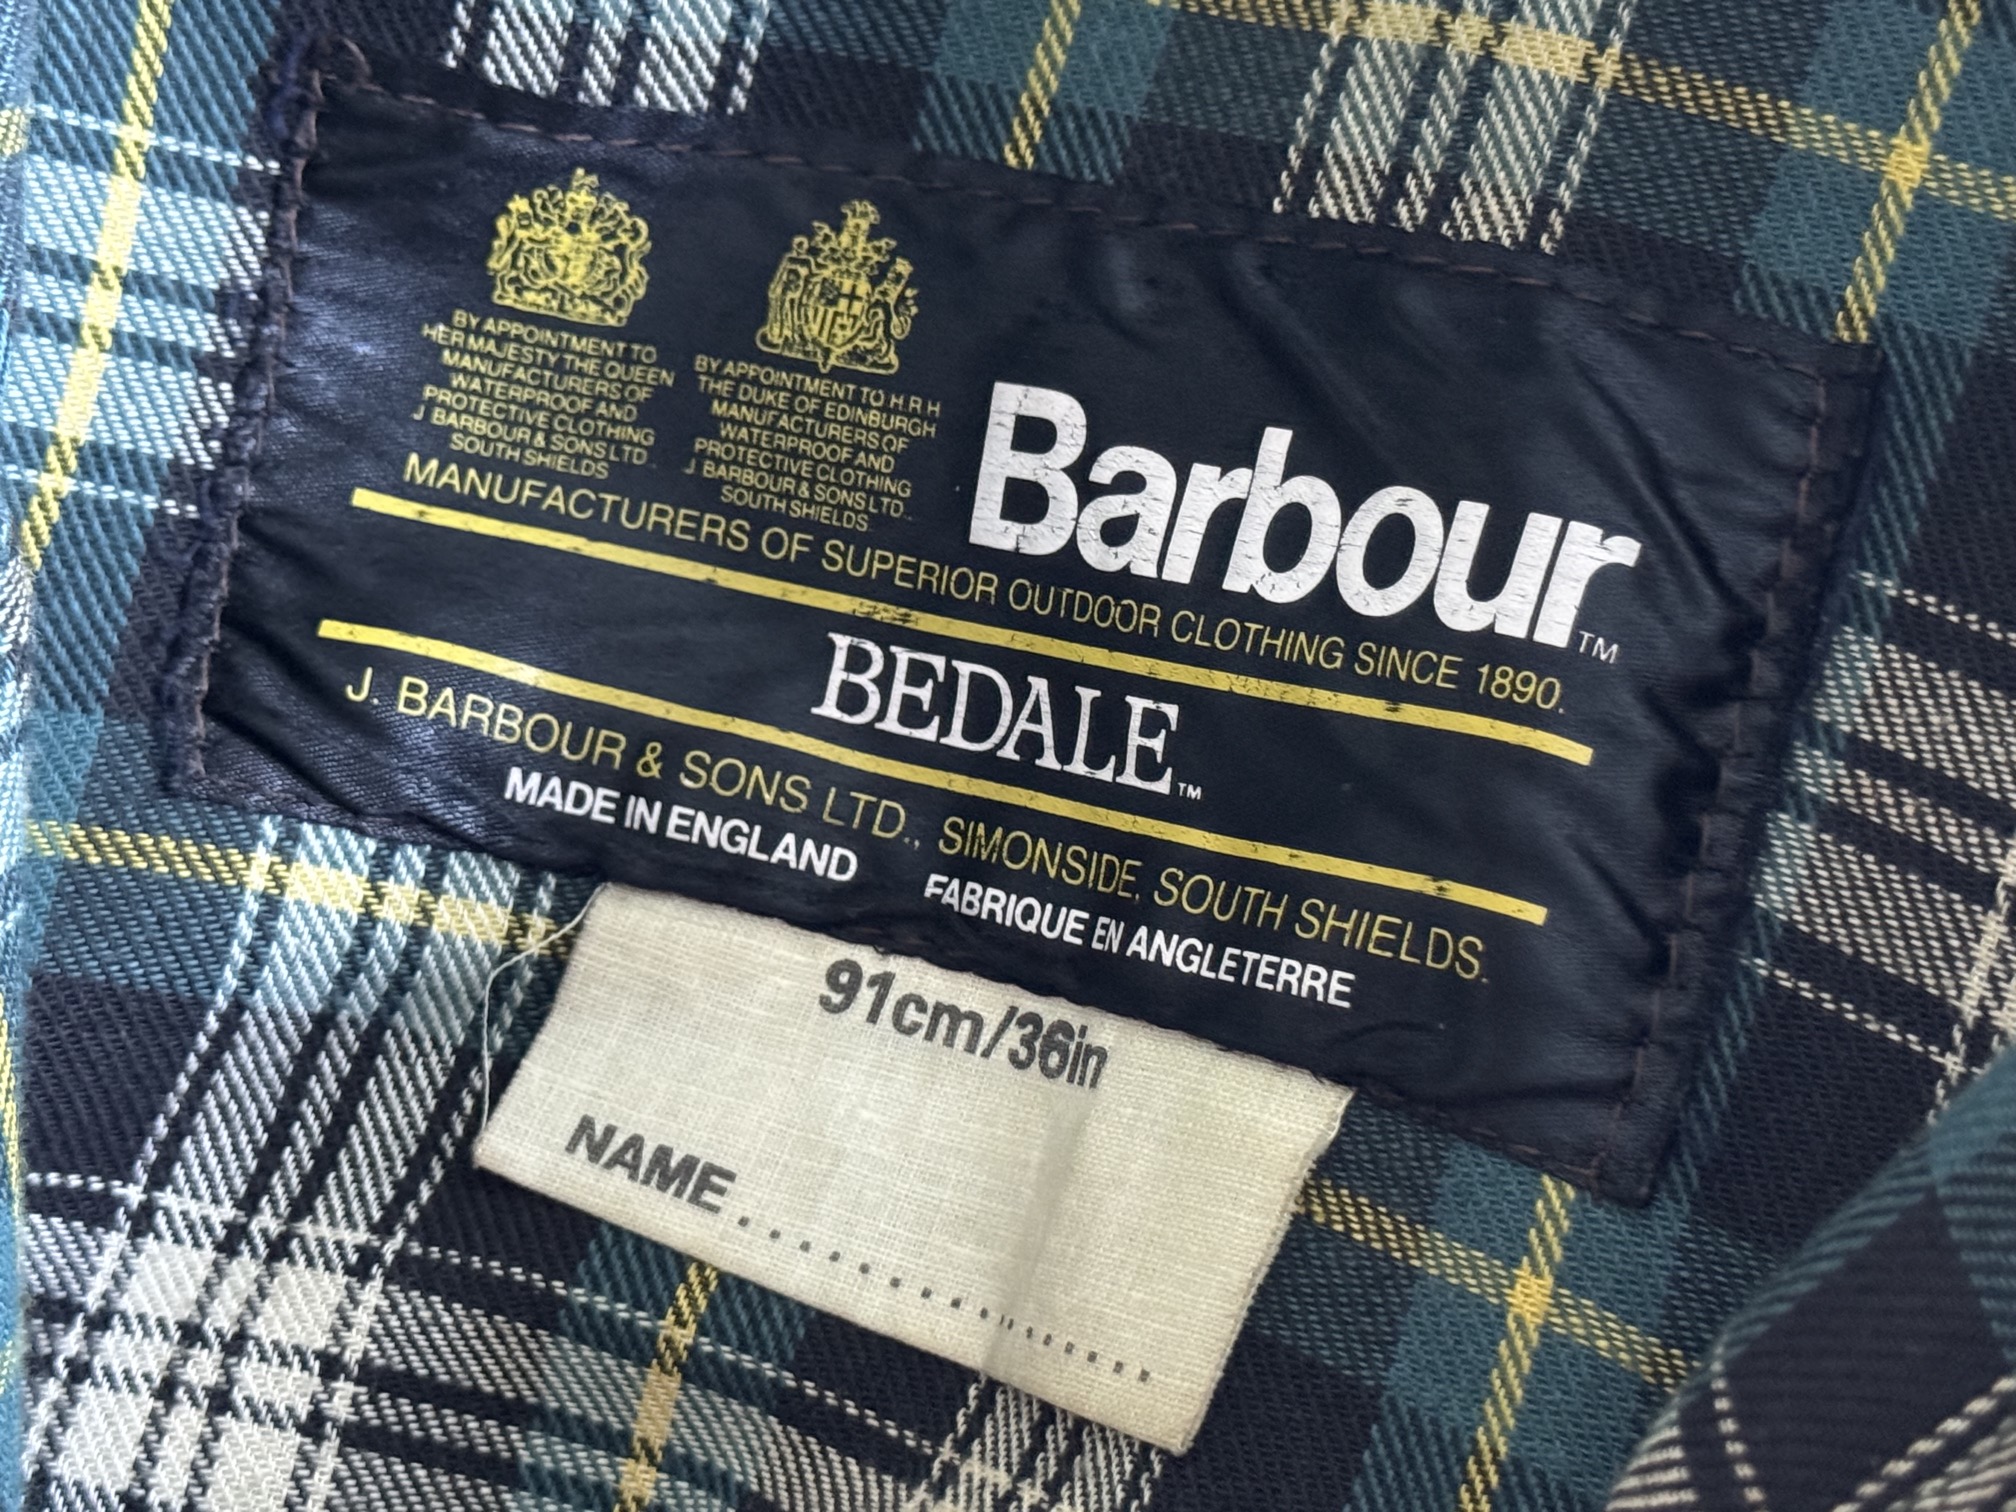 BY APPOINTMENT TO
HER MAJESTY THE QUEEN
MANUFACTURERS OF
WATERPROOF AND
PROTECTIVE CLOTHING
J BARBOUR & SONS LTD.
SOUTH SHIELDS
BY APPOINTMENT TO H.R.H
THE DUKE OF EDINBURGH
MANUFACTURERS OF
WATERPROOF AND
PROTECTIVE CLOTHING
J BARBOUR & SONS LTD..
SOUTH SHIELDS
Barbour™
MANUFACTURERS OF SUPERIOR OUTDOOR CLOTHING SINCE 1890.
BEDALE™
J. BARBOUR & SONS LTD., SIMONSIDE, SOUTH SHIELDS.
MADE IN ENGLAND FABRIQUE EN ANGLETERRE
91cm/36in
NAME....................